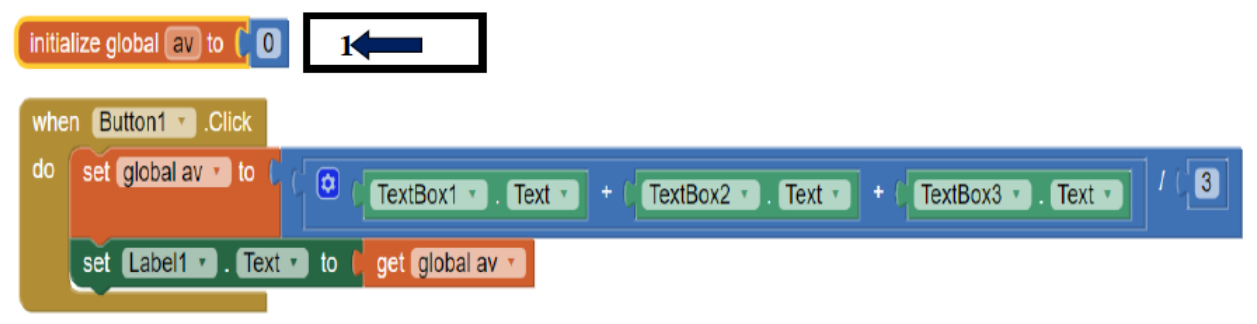 initialize global av to 0
1
when Button1 .Click
do set global av to TextBox1 . Text + TextBox2 . Text + TextBox3 . Text / 3
set Label1 . Text to get global av